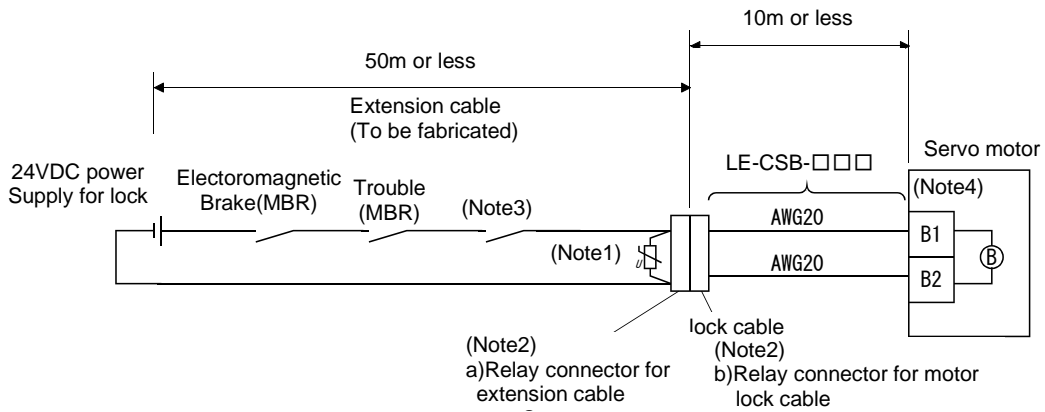 10m or less
50m or less
Extension cable
(To be fabricated)
24VDC power
Supply for lock
Electoromagnetic
Brake(MBR)
Trouble
(MBR)
(Note3)
LE-CSB-□□□
Servo motor
(Note4)
AWG20
B1
(Note1)
U
AWG20
B2
B
(Note2)
a)Relay connector for
extension cable
lock cable
(Note2)
b)Relay connector for motor
lock cable